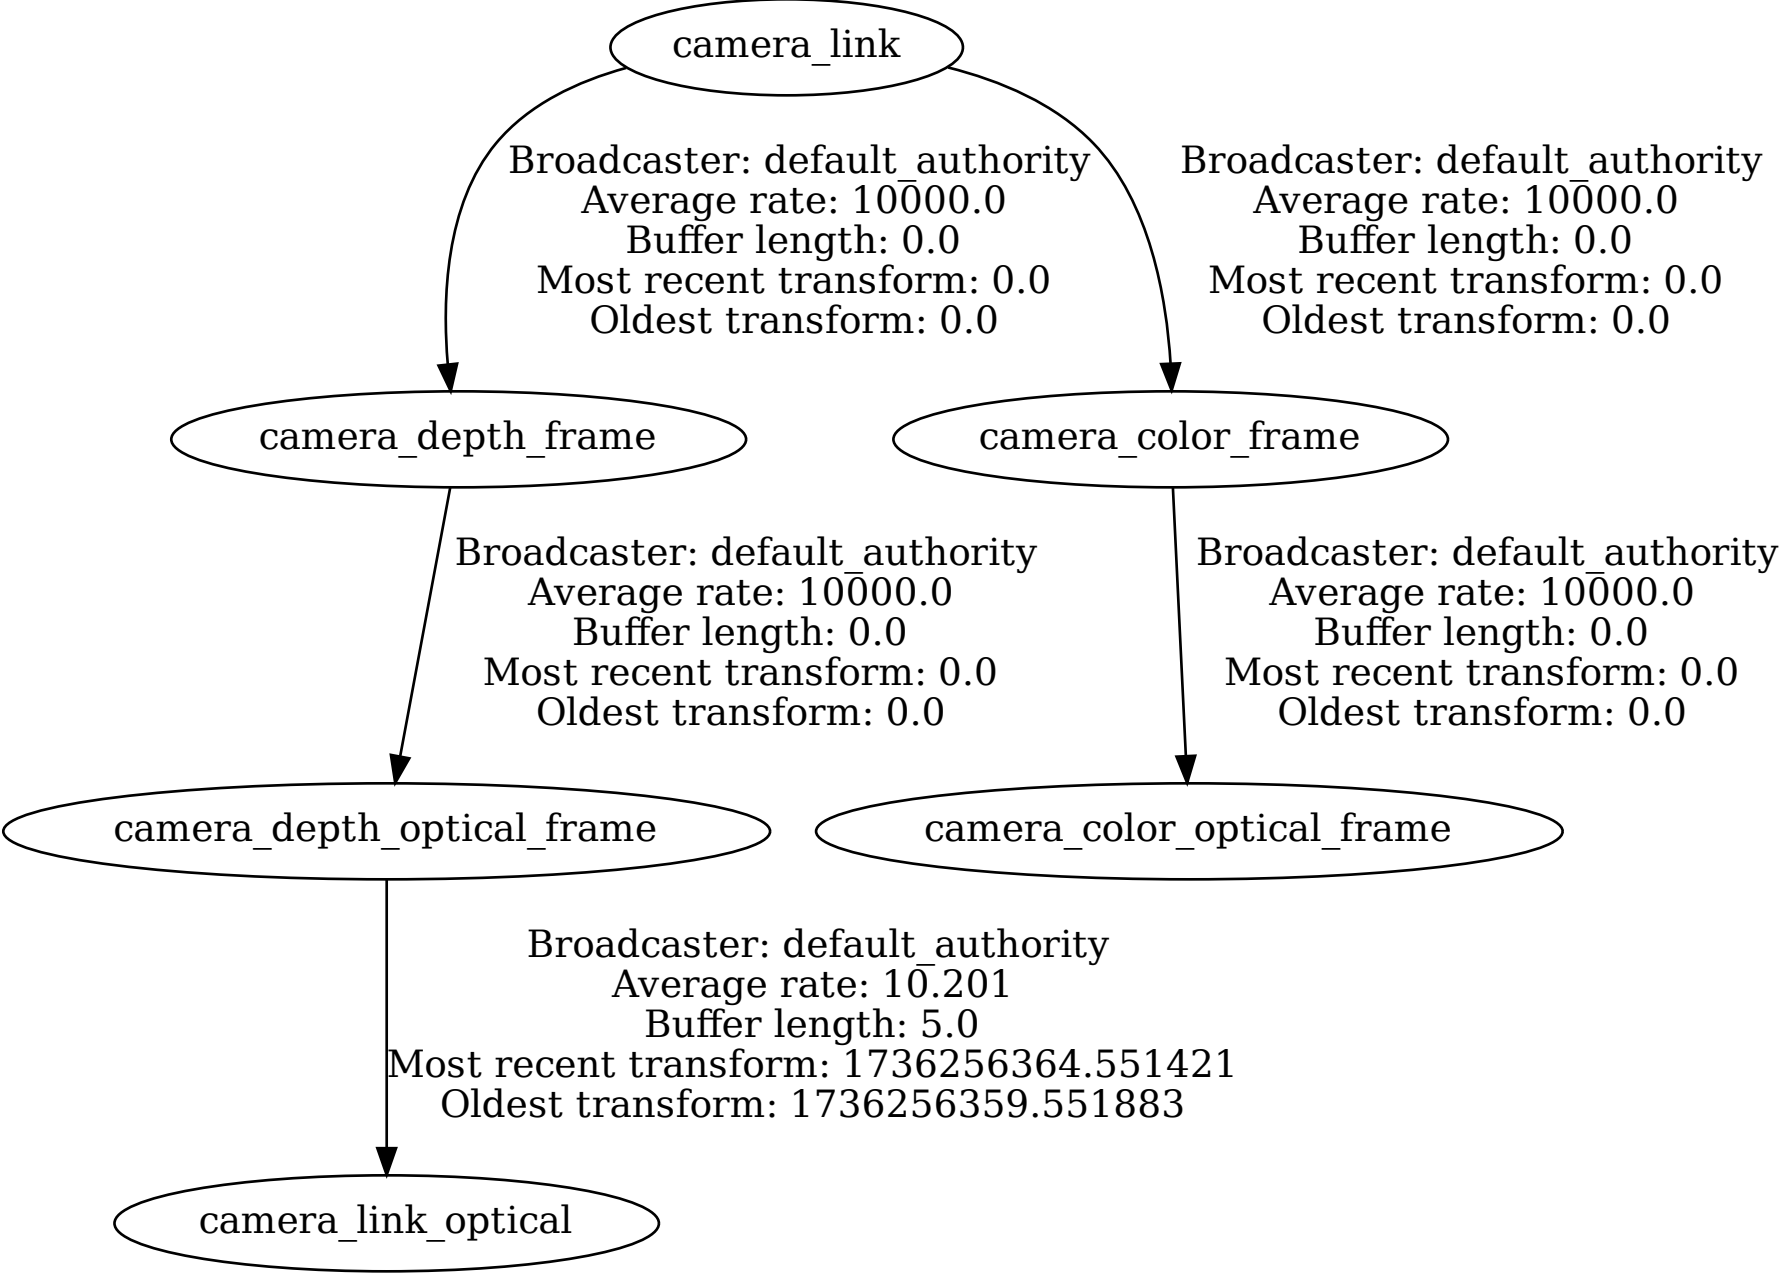 camera_link
Broadcaster: default_authority
Average rate: 10000.0
Buffer length: 0.0
Most recent transform: 0.0
Oldest transform: 0.0
Broadcaster: default_authority
Average rate: 10000.0
Buffer length: 0.0
Most recent transform: 0.0
Oldest transform: 0.0
camera_depth_frame
camera_color_frame
Broadcaster: default_authority
Average rate: 10000.0
Buffer length: 0.0
Most recent transform: 0.0
Oldest transform: 0.0
Broadcaster: default_authority
Average rate: 10000.0
Buffer length: 0.0
Most recent transform: 0.0
Oldest transform: 0.0
camera_depth_optical_frame
camera_color_optical_frame
Broadcaster: default_authority
Average rate: 10.201
Buffer length: 5.0
Most recent transform: 1736256364.551421
Oldest transform: 1736256359.551883
camera_link_optical